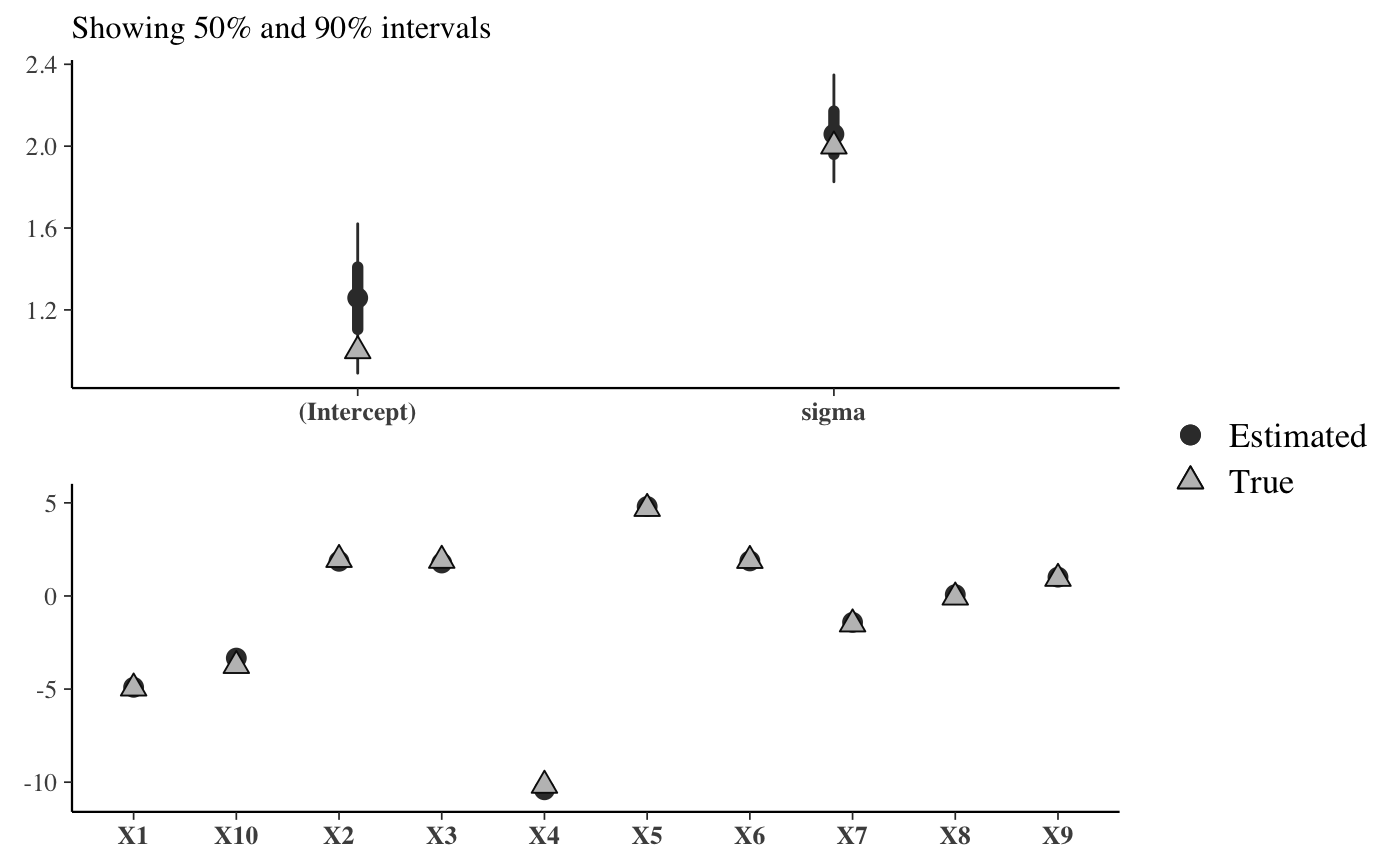 Showing 50% and 90% intervals
2.4
2.0
1.6
1.2
(Intercept) sigma
Estimated
True
5
0
-5
-10
X1 X10 X2 X3 X4 X5 X6 X7 X8 X9